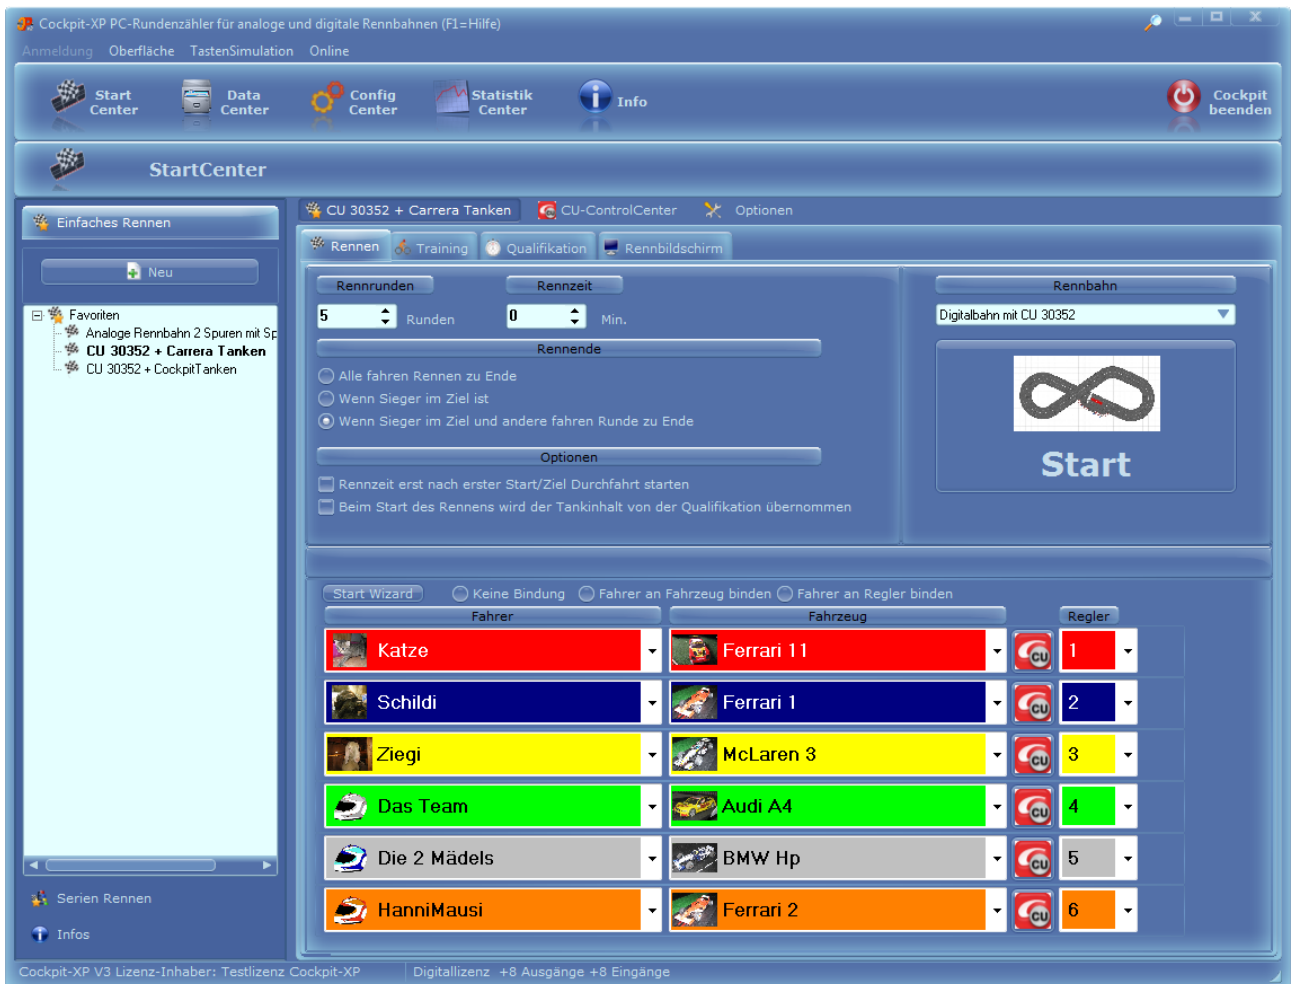 Cockpit-XP PC-Rundenzähler für analoge und digitale Rennbahnen (F1=Hilfe)
Anmeldung Oberfläche TastenSimulation Online
Start Center
Data Center
Config Center
Statistik Center
Info
Cockpit beenden
StartCenter
Einfaches Rennen
Neu
Favoriten
Analoge Rennbahn 2 Spuren mit Sp
CU 30352 + Carrera Tanken
CU 30352 + CockpitTanken
Serien Rennen
Infos
CU 30352 + Carrera Tanken CU-ControlCenter Optionen
Rennen Training Qualifikation Rennbildschirm
Rennrunden Rennzeit
5 Runden 0 Min.
Rennende
Alle fahren Rennen zu Ende
Wenn Sieger im Ziel ist
Wenn Sieger im Ziel und andere fahren Runde zu Ende
Optionen
Rennzeit erst nach erster Start/Ziel Durchfahrt starten
Beim Start des Rennens wird der Tankinhalt von der Qualifikation übernommen
Rennbahn
Digitalbahn mit CU 30352
Start
Start Wizard Keine Bindung Fahrer an Fahrzeug binden Fahrer an Regler binden
Fahrer Fahrzeug Regler
Katze Ferrari 11 CU 1
Schildi Ferrari 1 CU 2
Ziegi McLaren 3 CU 3
Das Team Audi A4 CU 4
Die 2 Mädels BMW Hp CU 5
HanniMausi Ferrari 2 CU 6
Cockpit-XP V3 Lizenz-Inhaber: Testlizenz Cockpit-XP Digitallizenz +8 Ausgänge +8 Eingänge